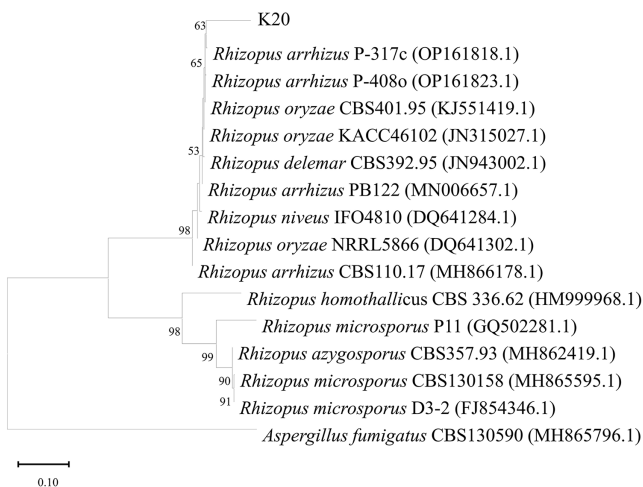 63
K20
65
Rhizopus arrhizus P-317c (OP161818.1)
Rhizopus arrhizus P-408o (OP161823.1)
Rhizopus oryzae CBS401.95 (KJ551419.1)
Rhizopus oryzae KACC46102 (JN315027.1)
53
Rhizopus delemar CBS392.95 (JN943002.1)
Rhizopus arrhizus PB122 (MN006657.1)
Rhizopus niveus IFO4810 (DQ641284.1)
98
Rhizopus oryzae NRRL5866 (DQ641302.1)
Rhizopus arrhizus CBS110.17 (MH866178.1)
Rhizopus homothallicus CBS 336.62 (HM999968.1)
98
Rhizopus microsporus P11 (GQ502281.1)
99
Rhizopus azygosporus CBS357.93 (MH862419.1)
90
Rhizopus microsporus CBS130158 (MH865595.1)
91
Rhizopus microsporus D3-2 (FJ854346.1)
Aspergillus fumigatus CBS130590 (MH865796.1)
0.10